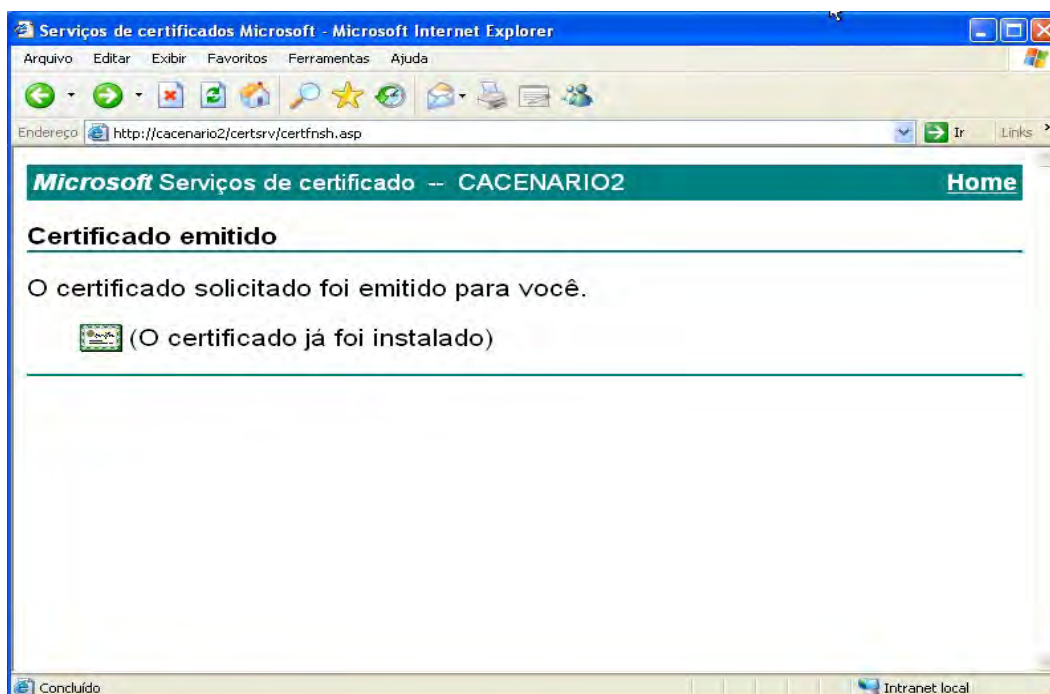 Serviços de certificados Microsoft - Microsoft Internet Explorer
Arquivo Editar Exibir Favoritos Ferramentas Ajuda
Endereço http://cacenario2/certsrv/certfnsh.asp Ir Links »
Microsoft Serviços de certificado -- CACENARIO2 Home
Certificado emitido
O certificado solicitado foi emitido para você.
(O certificado já foi instalado)
Concluído Intranet local